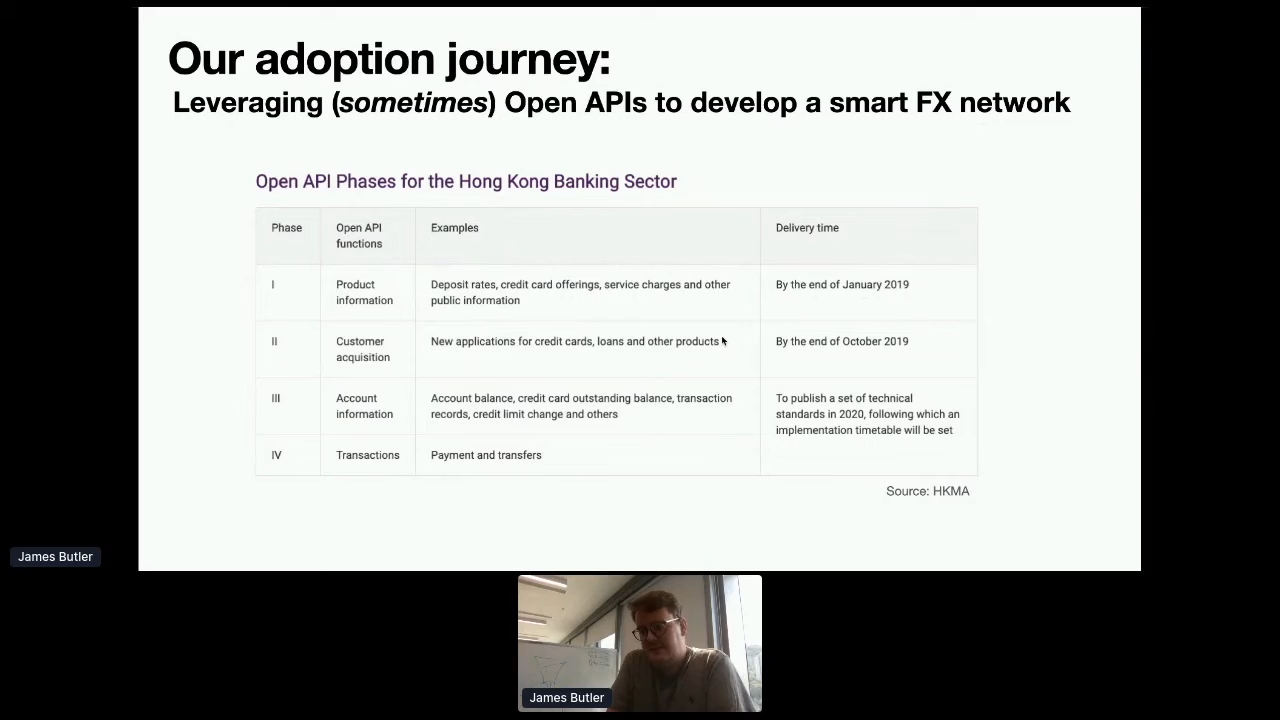 Our adoption journey:
Leveraging (sometimes) Open APIs to develop a smart FX network
Open API Phases for the Hong Kong Banking Sector
Phase
Open API
functions
Examples
Delivery time
I
Product
information
Deposit rates, credit card offerings, service charges and other
public information
By the end of January 2019
II
Customer
acquisition
New applications for credit cards, loans and other products
By the end of October 2019
III
Account
information
Account balance, credit card outstanding balance, transaction
records, credit limit change and others
To publish a set of technical
standards in 2020, following which an
implementation timetable will be set
IV
Transactions
Payment and transfers
Source: HKMA
James Butler
James Butler